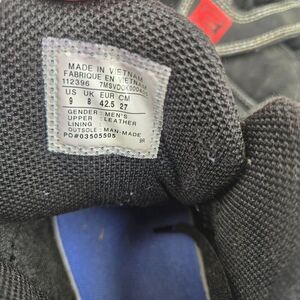 MADE IN VIETNAM
FABRIQUE EN VIETNAM
112396
US UK EUR CM
9 8 42.5 27
GENDER: MEN'S
UPPER : LEATHER
LINING
OUTSOLE: MAN-MADE
PO#03505505